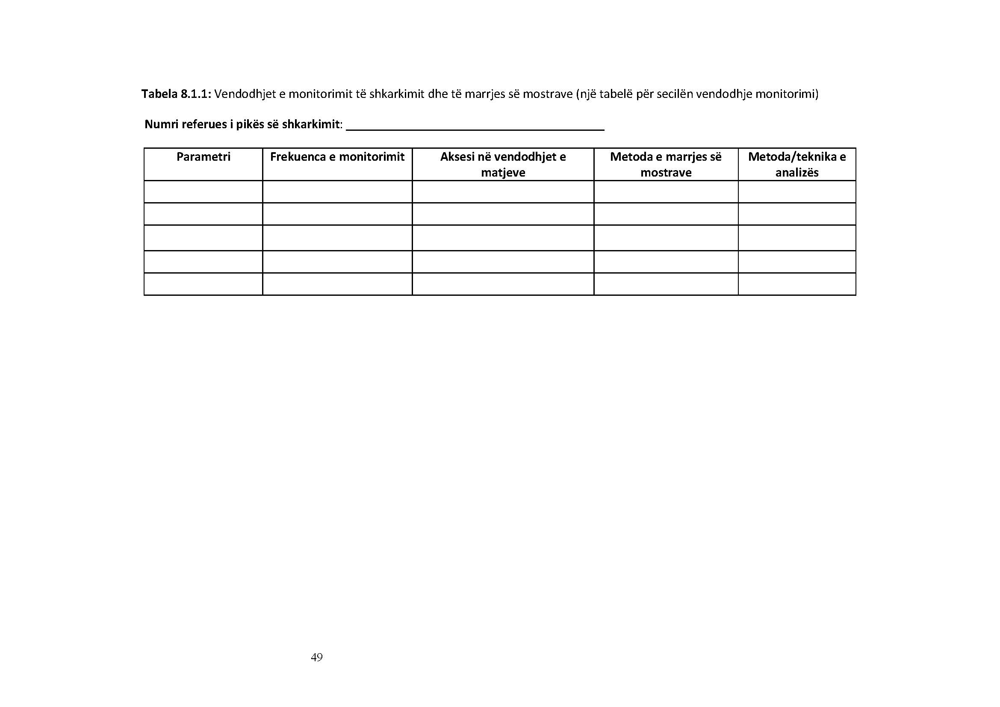 Tabela 8.1.1: Vendodhjet e monitorimit të shkarkimit dhe të marrjes së mostrave (një tabelë për secilën vendodhje monitorimi)
Numri referues i pikës së shkarkimit:
Parametri
Frekuenca e monitorimit
Aksesi në vendodhjet e
matjeve
Metoda e marrjes së
mostrave
Metoda/teknika e
analizës
49